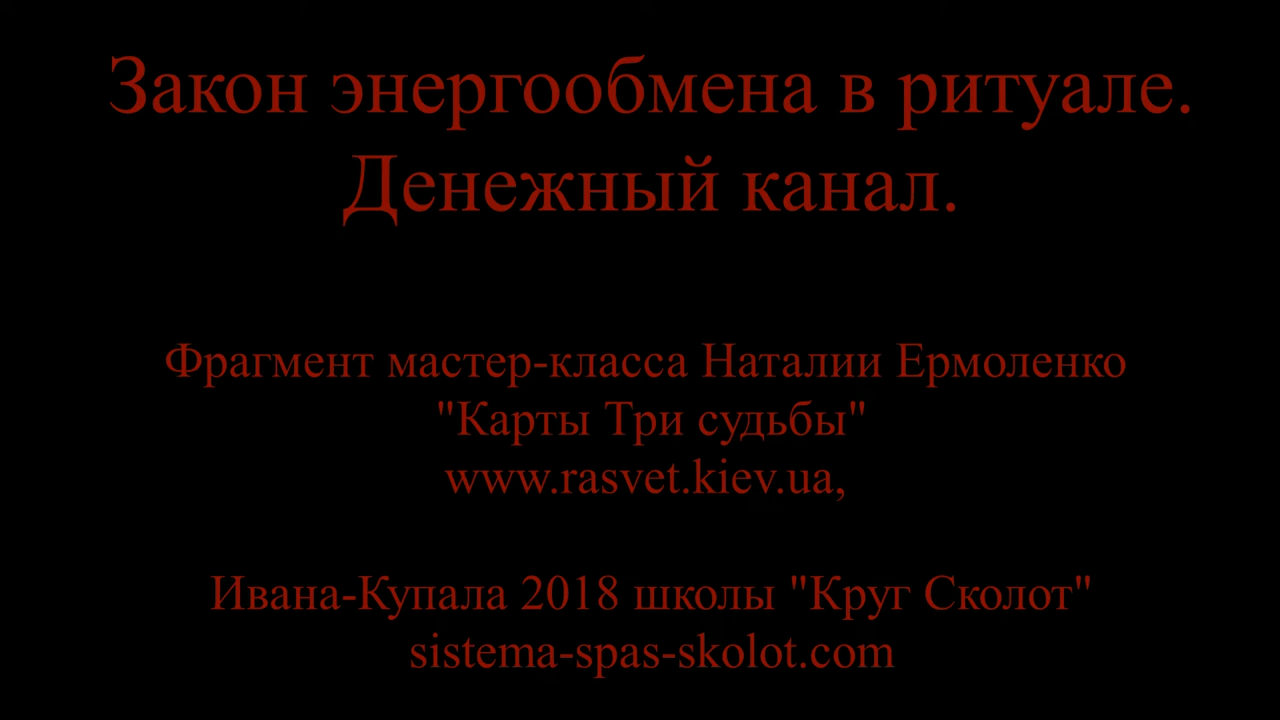 Закон энергообмена в ритуале.
Денежный канал.
Фрагмент мастер-класса Наталии Ермоленко
"Карты Три судьбы"
www.rasvet.kiev.ua,
Ивана-Купала 2018 школы "Круг Сколот"
sistema-spas-skolot.com